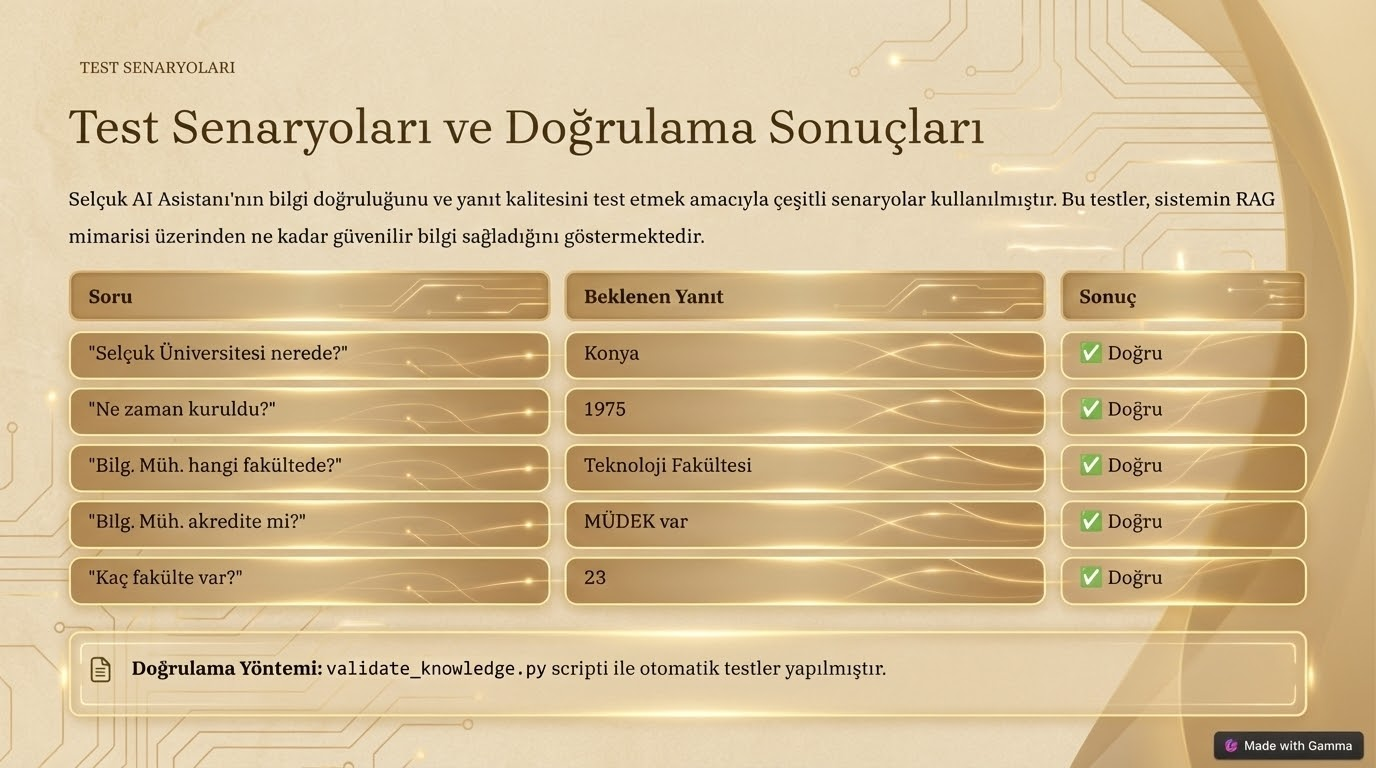 TEST SENARYOLARI
Test Senaryoları ve Doğrulama Sonuçları
Selçuk AI Asistanı'nın bilgi doğruluğunu ve yanıt kalitesini test etmek amacıyla çeşitli senaryolar kullanılmıştır. Bu testler, sistemin RAG
mimarisi üzerinden ne kadar güvenilir bilgi sağladığını göstermektedir.
Soru Beklenen Yanıt Sonuç
"Selçuk Üniversitesi nerede?" Konya ✅ Doğru
"Ne zaman kuruldu?" 1975 ✅ Doğru
"Bilg. Müh. hangi fakültede?" Teknoloji Fakültesi ✅ Doğru
"Bılg. Müh. akredite mi?" MÜDEK var ✅ Doğru
"Kaç fakülte var?" 23 ✅ Doğru
Doğrulama Yöntemi: validate_knowledge.py scripti ile otomatik testler yapılmıştır.
Made with Gamma